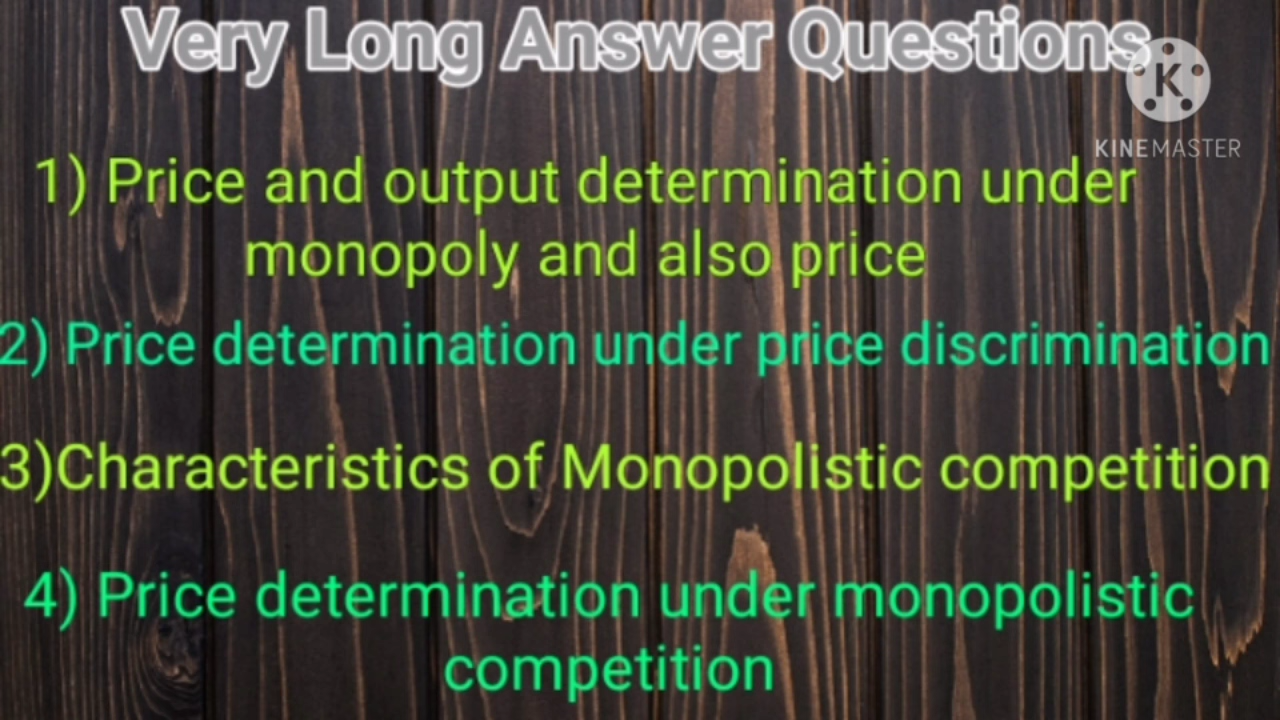 Very Long Answer Questions
K
KINEMASTER
1) Price and output determination under
monopoly and also price
2) Price determination under price discrimination
3)Characteristics of Monopolistic competition
4) Price determination under monopolistic
competition